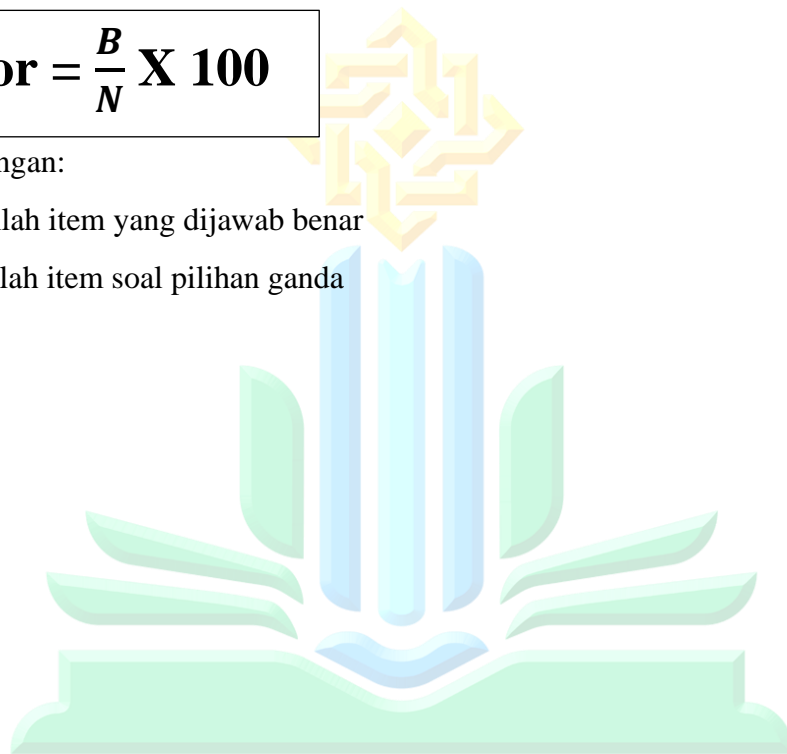 or = B/N X 100
ngan:
lah item yang dijawab benar
lah item soal pilihan ganda